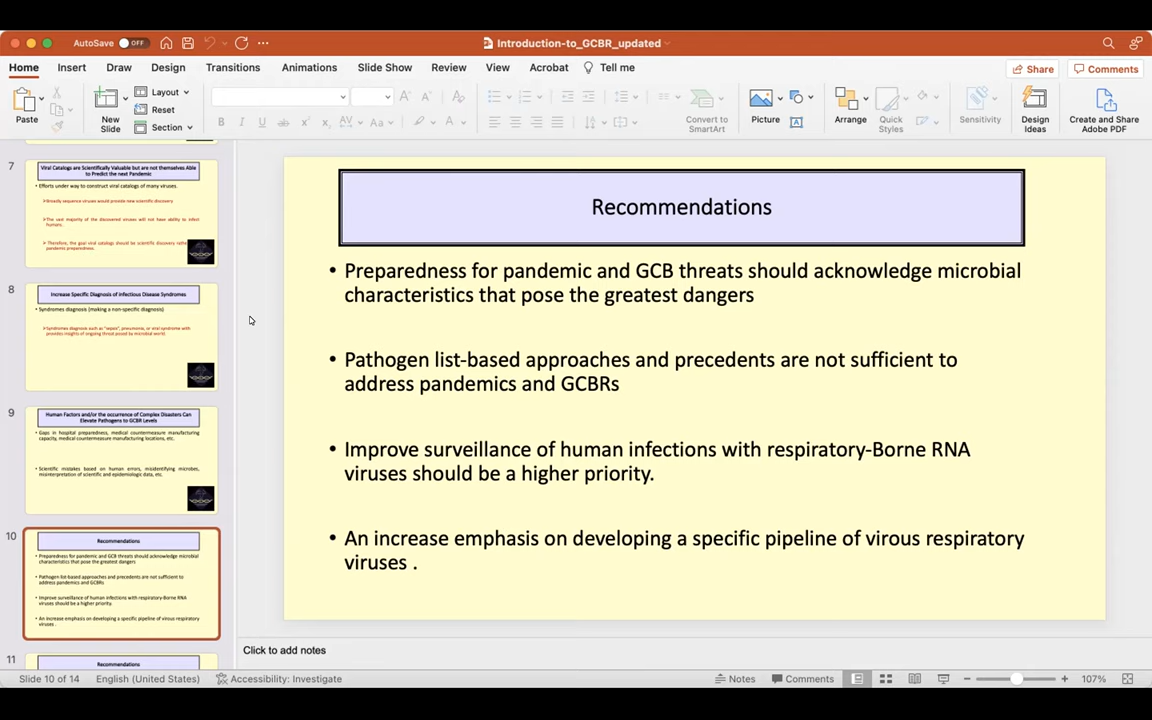 AutoSave OFF
Introduction-to_GCBR_updated
Home Insert Draw Design Transitions Animations Slide Show Review View Acrobat Tell me
Share Comments
Paste
New
Slide
Layout
Reset
Section
Convert to
SmartArt
Picture
Arrange
Quick
Styles
Sensitivity
Design
Ideas
Create and Share
Adobe PDF
7
Viral Catalogs are Scientifically Valuable but are not themselves Able
to Predict the next Pandemic
• Efforts under way to construct viral catalogs of many viruses.
Broadly sequence viruses would provide new scientific discovery
The vast majority of the discovered viruses will not have ability to infect
humans.
Therefore, the goal viral catalogs should be scientific discovery
pandemic preparedness.
8
Increase Specific Diagnosis of Infectious Disease Syndromes
• Syndromes diagnosis (making a non-specific diagnosis)
Syndromes diagnosis such as "sepsis", pneumonia, or viral syndrome with
provides insights of ongoing threat posed by microbial world
9
Human Factors and/or the occurrence of Complex Disasters Can
Elevate Pathogens to GCBR Levels
• Gaps in hospital preparedness, medical countermeasure manufacturing
capacity, medical countermeasure manufacturing locations, etc.
• Scientific mistakes based on human errors, misidentifying microbes,
misinterpretation of scientific and epidemiologic data, etc.
10
Recommendations
• Preparedness for pandemic and GCB threats should acknowledge microbial
characteristics that pose the greatest dangers
• Pathogen list-based approaches and precedents are not sufficient to
address pandemics and GCBRs
• Improve surveillance of human infections with respiratory-Borne RNA
viruses should be a higher priority.
• An increase emphasis on developing a specific pipeline of virous respiratory
viruses .
11
Recommendations
Recommendations
• Preparedness for pandemic and GCB threats should acknowledge microbial
characteristics that pose the greatest dangers
• Pathogen list-based approaches and precedents are not sufficient to
address pandemics and GCBRs
• Improve surveillance of human infections with respiratory-Borne RNA
viruses should be a higher priority.
• An increase emphasis on developing a specific pipeline of virous respiratory
viruses .
Click to add notes
Slide 10 of 14 English (United States) Accessibility: Investigate Notes Comments 107%